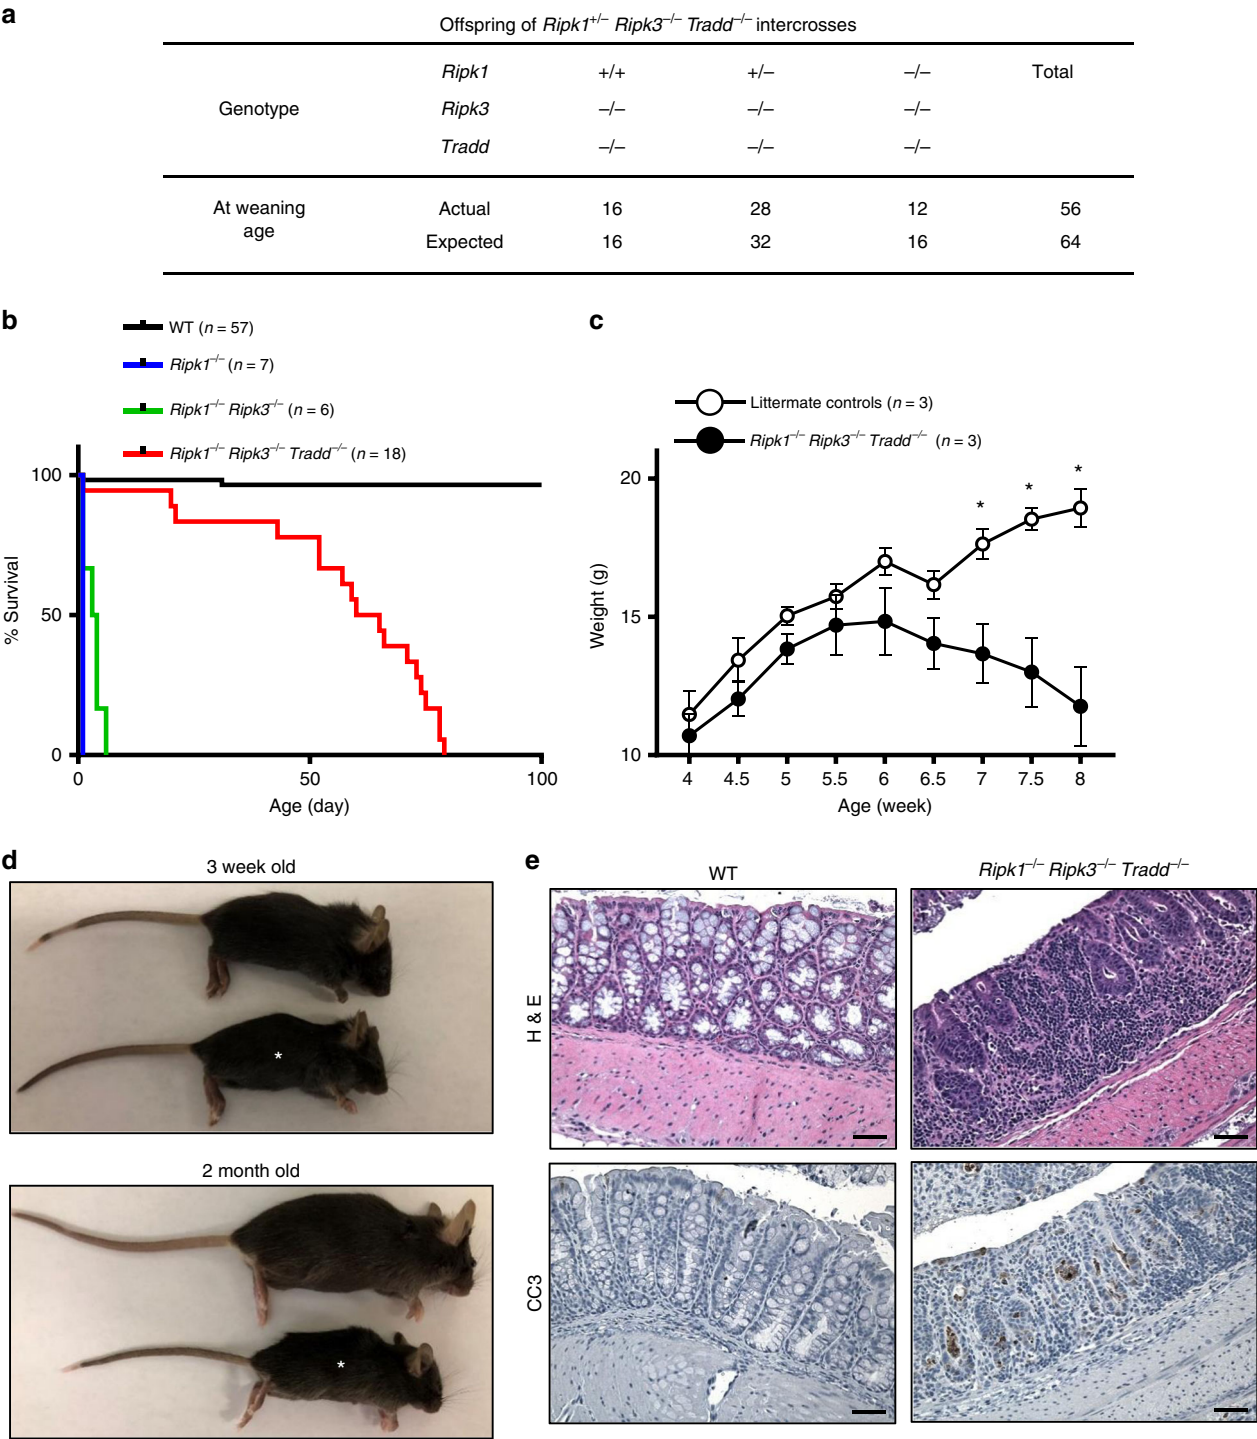 a
Offspring of Ripk1+/– Ripk3–/– Tradd–/– intercrosses
Genotype
Ripk1 +/+ +/– –/– Total
Ripk3 –/– –/– –/–
Tradd –/– –/– –/–
At weaning age
Actual 16 28 12 56
Expected 16 32 16 64
b
WT (n = 57)
Ripk1–/– (n = 7)
Ripk1–/– Ripk3–/– (n = 6)
Ripk1–/– Ripk3–/– Tradd–/– (n = 18)
% Survival
100
50
0
0 50 100
Age (day)
c
Littermate controls (n = 3)
Ripk1–/– Ripk3–/– Tradd–/– (n = 3)
Weight (g)
20
15
10
* * *
4 4.5 5 5.5 6 6.5 7 7.5 8
Age (week)
d
3 week old
*
2 month old
*
e
WT
Ripk1–/– Ripk3–/– Tradd–/–
H & E
CC3